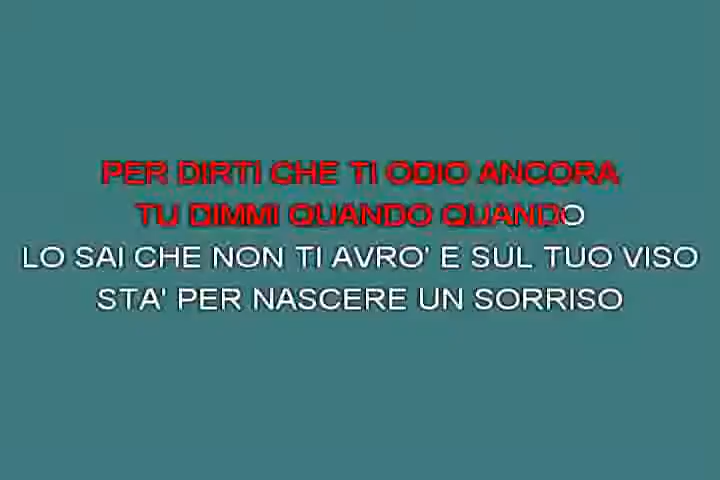 PER DIRTI CHE TI ODIO ANCORA
TU DIMMI QUANDO QUANDO
LO SAI CHE NON TI AVRO' E SUL TUO VISO
STA' PER NASCERE UN SORRISO